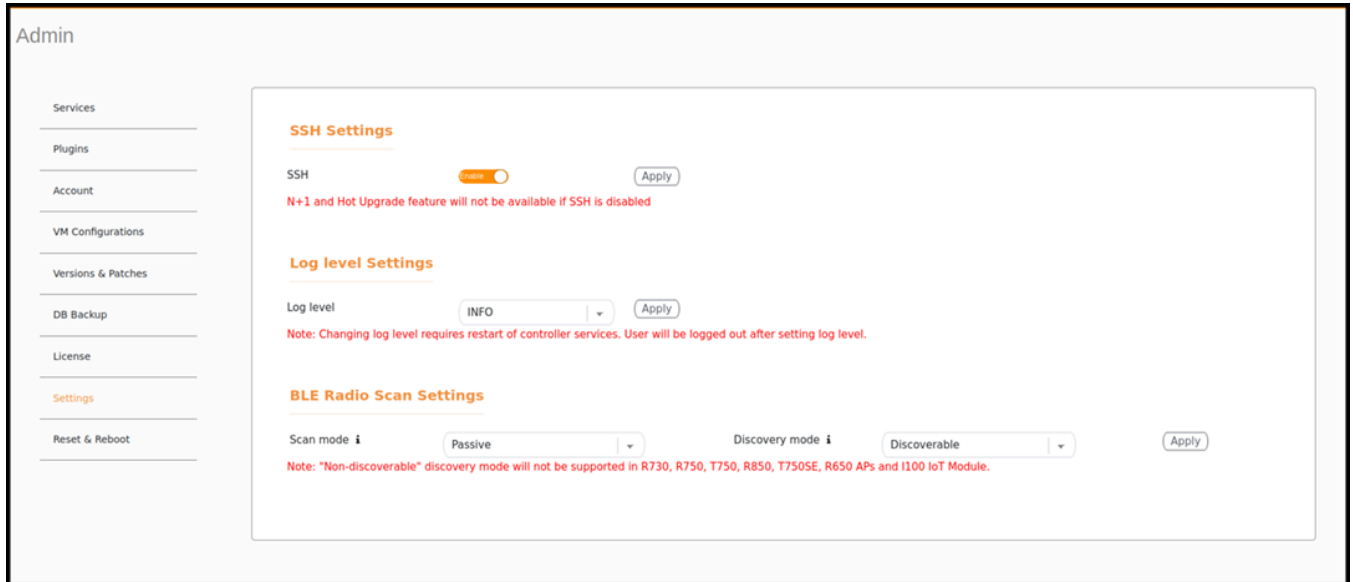 Admin
Services
Plugins
Account
VM Configurations
Versions & Patches
DB Backup
License
Settings
Reset & Reboot
SSH Settings
SSH Enable Apply
N+1 and Hot Upgrade feature will not be available if SSH is disabled
Log level Settings
Log level INFO Apply
Note: Changing log level requires restart of controller services. User will be logged out after setting log level.
BLE Radio Scan Settings
Scan mode i Passive Discovery mode i Discoverable Apply
Note: "Non-discoverable" discovery mode will not be supported in R730, R750, T750, R850, T750SE, R650 APs and I100 IoT Module.